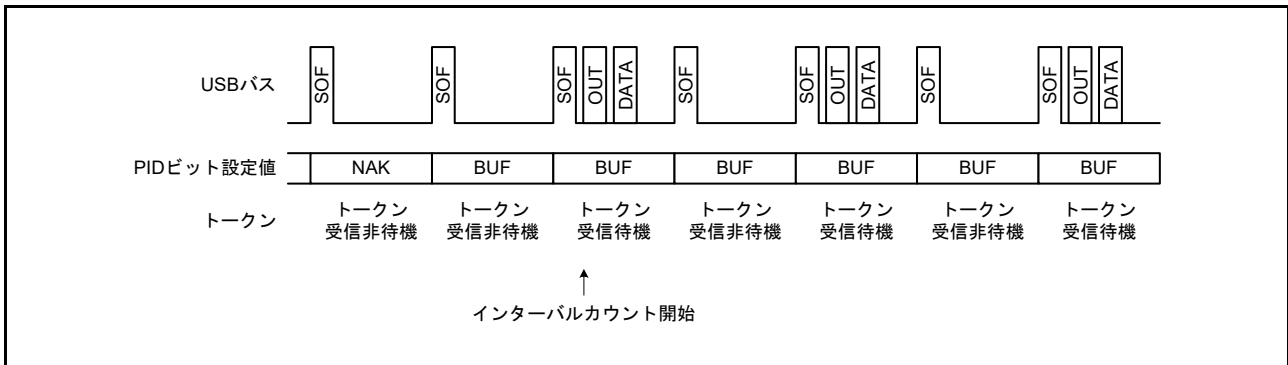 USBバス
SOF
SOF
SOF
OUT
DATA
SOF
SOF
OUT
DATA
SOF
SOF
OUT
DATA
PIDビット設定値
NAK
BUF
BUF
BUF
BUF
BUF
BUF
トークン
トークン
受信非待機
トークン
受信非待機
トークン
受信待機
トークン
受信非待機
トークン
受信待機
トークン
受信非待機
トークン
受信待機
インターバルカウント開始